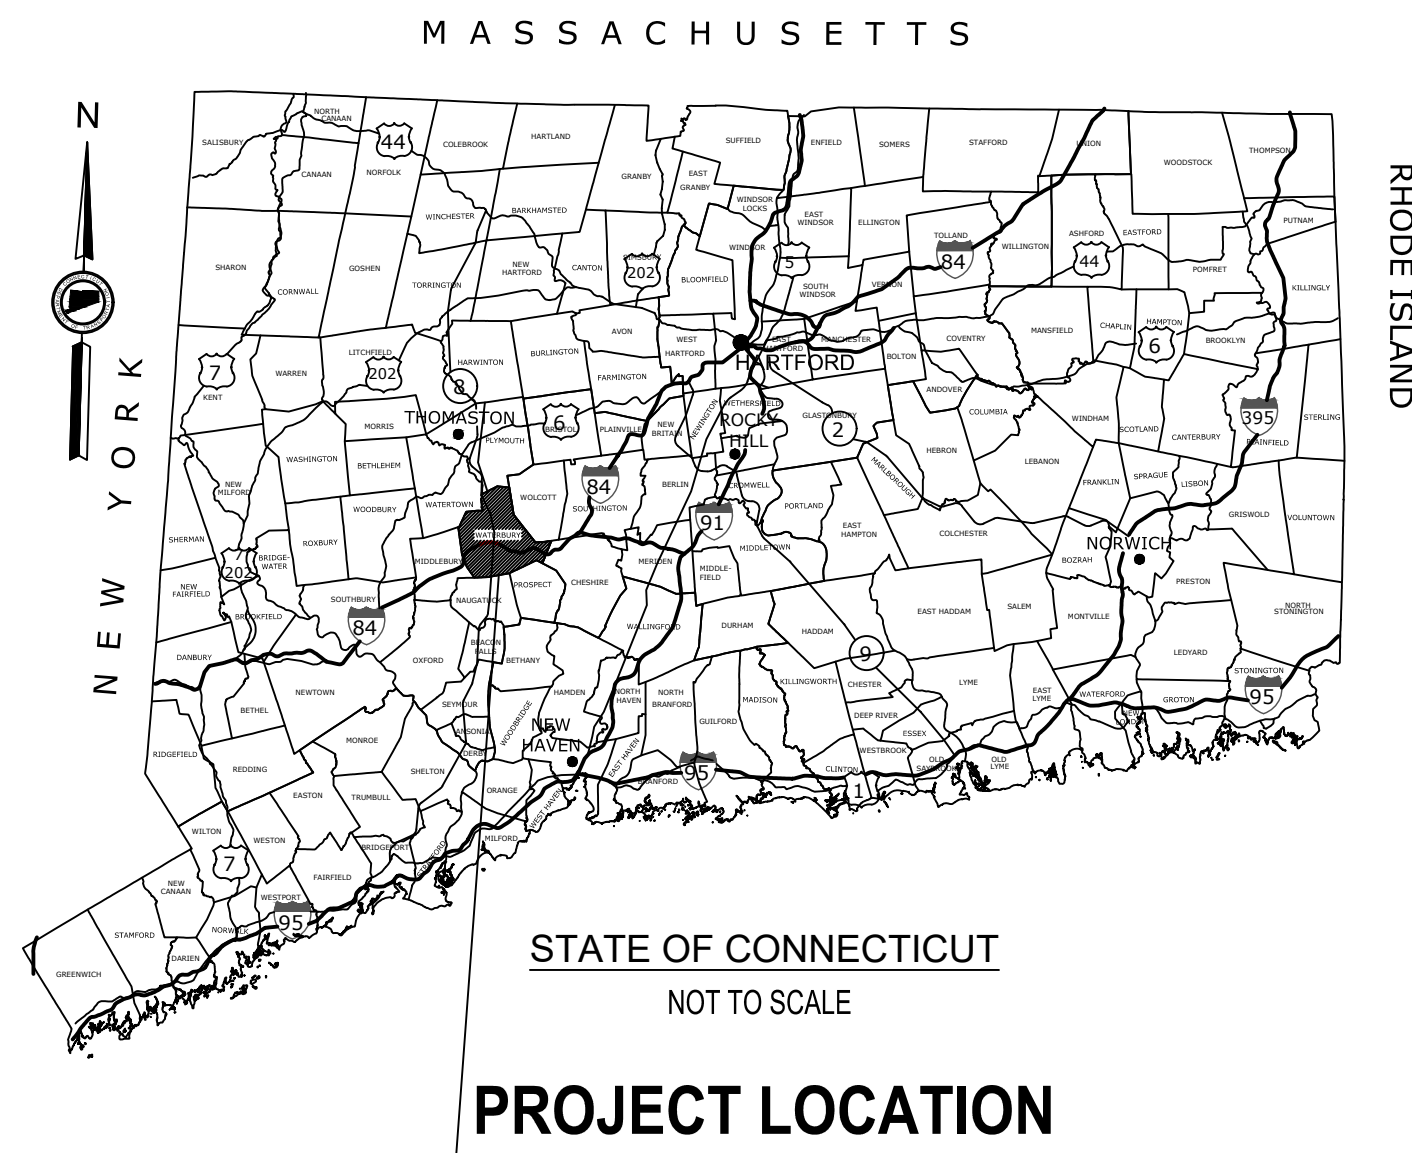 MASSACHUSETTS
N
NEW YORK
RHODE ISLAND
SALISBURY
NORTH
CANAAN
CANAAN
44
NORFOLK
COLEBROOK
HARTLAND
WINCHESTER
BARKHAMSTED
GRANBY
EAST
GRANBY
SUFFIELD
WINDSOR
LOCKS
ENFIELD
SOMERS
STAFFORD
UNION
WOODSTOCK
THOMPSON
SHARON
CORNWALL
GOSHEN
TORRINGTON
NEW
HARTFORD
CANTON
SIMSBURY
202
BLOOMFIELD
WINDSOR
5
EAST
WINDSOR
ELLINGTON
TOLLAND
84
WILLINGTON
ASHFORD
44
EASTFORD
PUTNAM
POMFRET
KILLINGLY
SOUTH
WINDSOR
VERNON
7
KENT
WARREN
LITCHFIELD
202
HARWINTON
8
BURLINGTON
AVON
FARMINGTON
WEST
HARTFORD
HARTFORD
EAST
HARTFORD
MANCHESTER
BOLTON
COVENTRY
MANSFIELD
CHAPLIN
HAMPTON
6
BROOKLYN
ANDOVER
COLUMBIA
WINDHAM
SCOTLAND
CANTERBURY
395
PLAINFIELD
STERLING
THOMASTON
MORRIS
PLYMOUTH
6
BRISTOL
PLAINVILLE
NEW
BRITAIN
NEWINGTON
WETHERSFIELD
ROCKY
HILL
GLASTONBURY
2
HEBRON
MARLBOROUGH
LEBANON
FRANKLIN
SPRAGUE
LISBON
GRISWOLD
VOLUNTOWN
WASHINGTON
BETHLEHEM
NEW
MILFORD
WOODBURY
WATERTOWN
WOLCOTT
84
SOUTHINGTON
BERLIN
CROMWELL
91
PORTLAND
EAST
HAMPTON
COLCHESTER
BOZRAH
NORWICH
PRESTON
NORTH
STONINGTON
SHERMAN
ROXBURY
BRIDGE-
WATER
202
WATERBURY
MIDDLEBURY
PROSPECT
CHESHIRE
MERIDEN
MIDDLETOWN
MIDDLE-
FIELD
NEW
FAIRFIELD
BROOKFIELD
SOUTHBURY
84
NAUGATUCK
BEACON
FALLS
BETHANY
WALLINGFORD
DURHAM
HADDAM
EAST HADDAM
SALEM
MONTVILLE
LEDYARD
STONINGTON
95
DANBURY
OXFORD
9
CHESTER
KILLINGWORTH
LYME
EAST
LYME
WATERFORD
NEW
LONDON
GROTON
BETHEL
NEWTOWN
SEYMOUR
WOODBRIDGE
HAMDEN
NORTH
HAVEN
NORTH
BRANFORD
MADISON
GUILFORD
DEEP RIVER
ESSEX
WESTBROOK
OLD
SAYBROOK
OLD
LYME
RIDGEFIELD
REDDING
MONROE
ANSONIA
DERBY
SHELTON
NEW
HAVEN
EAST HAVEN
BRANFORD
95
CLINTON
1
EASTON
TRUMBULL
ORANGE
WEST HAVEN
MILFORD
STRATFORD
WILTON
WESTON
BRIDGEPORT
FAIRFIELD
7
NEW
CANAAN
WESTPORT
95
NORWALK
STAMFORD
DARIEN
GREENWICH
STATE OF CONNECTICUT
NOT TO SCALE
PROJECT LOCATION